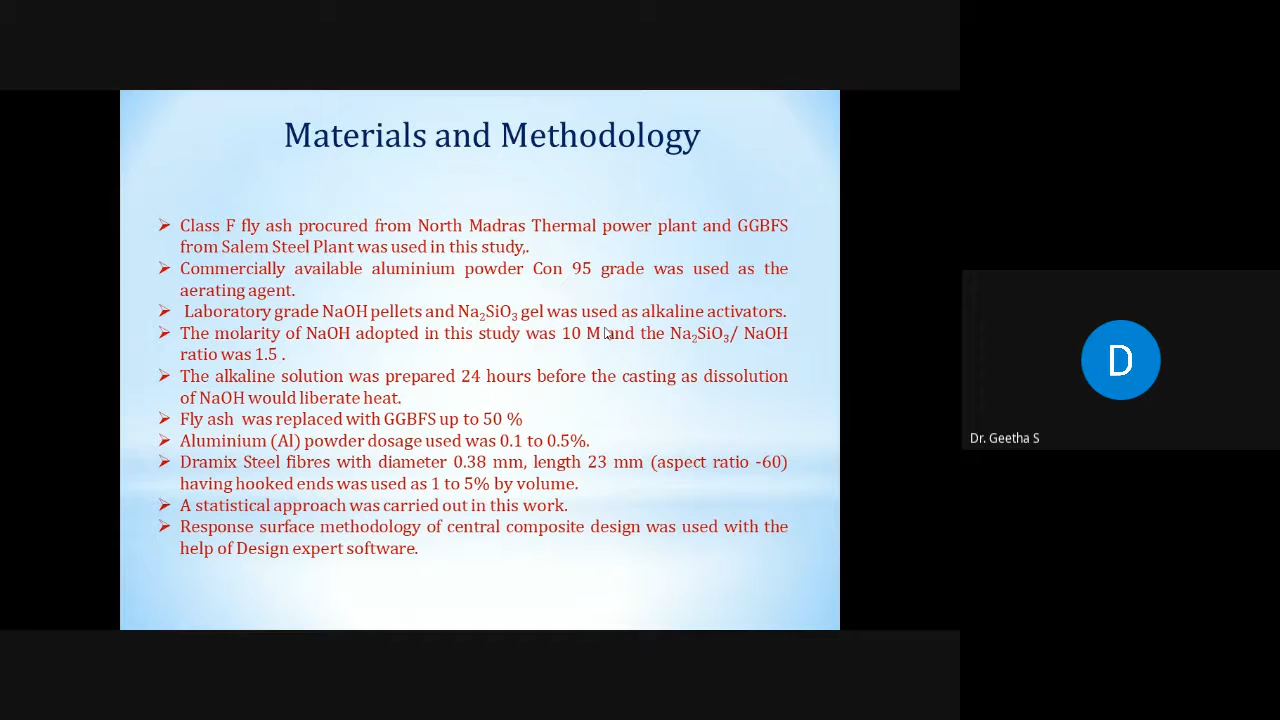 Materials and Methodology
➢ Class F fly ash procured from North Madras Thermal power plant and GGBFS
from Salem Steel Plant was used in this study,.
➢ Commercially available aluminium powder Con 95 grade was used as the
aerating agent.
➢ Laboratory grade NaOH pellets and Na₂SiO₃ gel was used as alkaline activators.
➢ The molarity of NaOH adopted in this study was 10 M and the Na₂SiO₃/ NaOH
ratio was 1.5 .
➢ The alkaline solution was prepared 24 hours before the casting as dissolution
of NaOH would liberate heat.
➢ Fly ash was replaced with GGBFS up to 50 %
➢ Aluminium (Al) powder dosage used was 0.1 to 0.5%.
➢ Dramix Steel fibres with diameter 0.38 mm, length 23 mm (aspect ratio -60)
having hooked ends was used as 1 to 5% by volume.
➢ A statistical approach was carried out in this work.
➢ Response surface methodology of central composite design was used with the
help of Design expert software.
D
Dr. Geetha S